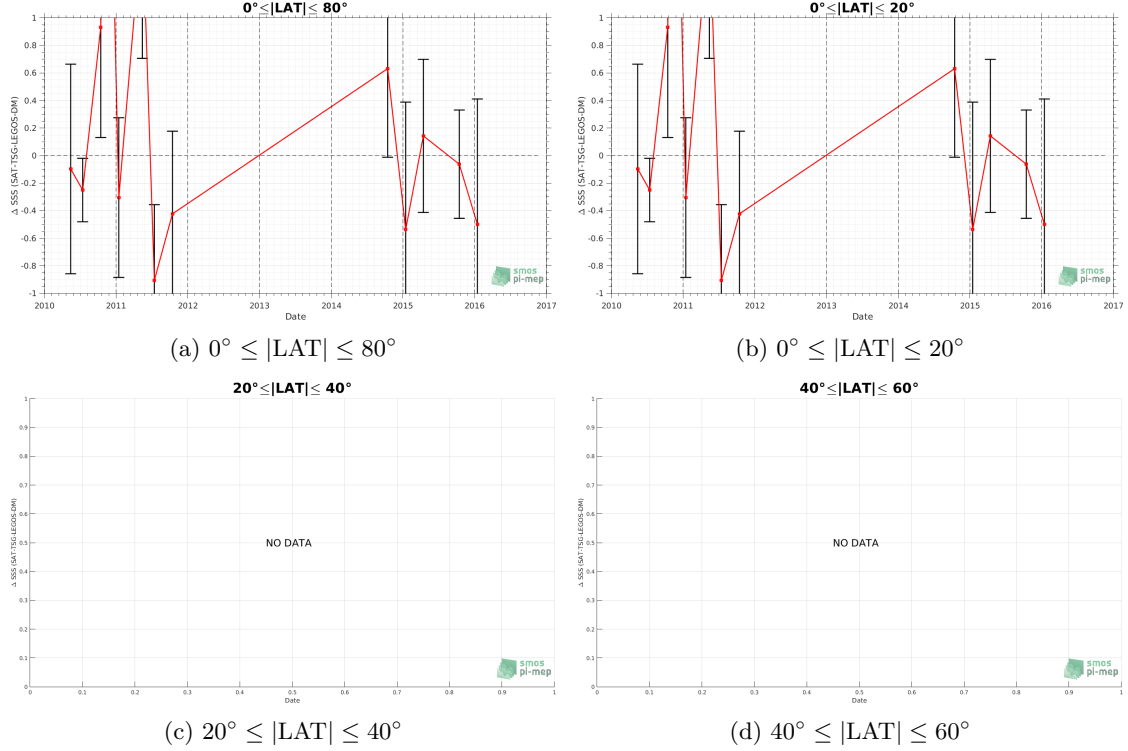 0°≤|LAT|≤ 80°
Δ SSS (SAT-TSG-LEGOS-DM)
1
0.8
0.6
0.4
0.2
0
-0.2
-0.4
-0.6
-0.8
-1
smos
pi-mep
2010 2011 2012 2013 2014 2015 2016 2017
Date
(a) 0° ≤ |LAT| ≤ 80°
0°≤|LAT|≤ 20°
Δ SSS (SAT-TSG-LEGOS-DM)
1
0.8
0.6
0.4
0.2
0
-0.2
-0.4
-0.6
-0.8
-1
smos
pi-mep
2010 2011 2012 2013 2014 2015 2016 2017
Date
(b) 0° ≤ |LAT| ≤ 20°
20°≤|LAT|≤ 40°
Δ SSS (SAT-TSG-LEGOS-DM)
1
0.9
0.8
0.7
0.6
0.5
0.4
0.3
0.2
0.1
0
NO DATA
smos
pi-mep
0 0.1 0.2 0.3 0.4 0.5 0.6 0.7 0.8 0.9 1
Date
(c) 20° ≤ |LAT| ≤ 40°
40°≤|LAT|≤ 60°
Δ SSS (SAT-TSG-LEGOS-DM)
1
0.9
0.8
0.7
0.6
0.5
0.4
0.3
0.2
0.1
0
NO DATA
smos
pi-mep
0 0.1 0.2 0.3 0.4 0.5 0.6 0.7 0.8 0.9 1
Date
(d) 40° ≤ |LAT| ≤ 60°